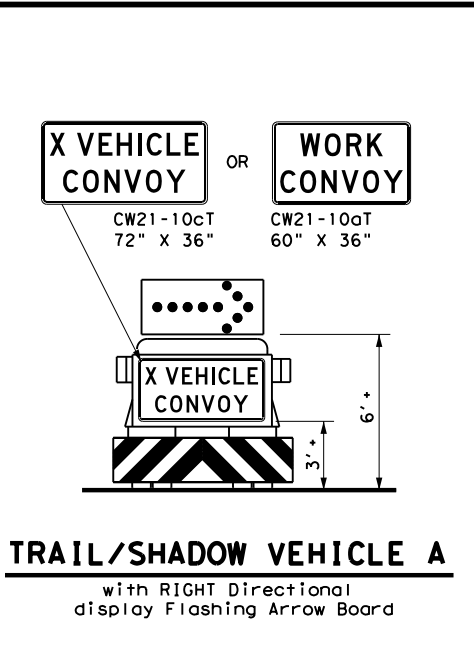 X VEHICLE
CONVOY
OR
WORK
CONVOY
CW21-10cT
72" X 36"
CW21-10aT
60" X 36"
X VEHICLE
CONVOY
6' +
3' +
TRAIL/SHADOW VEHICLE A
with RIGHT Directional
display Flashing Arrow Board